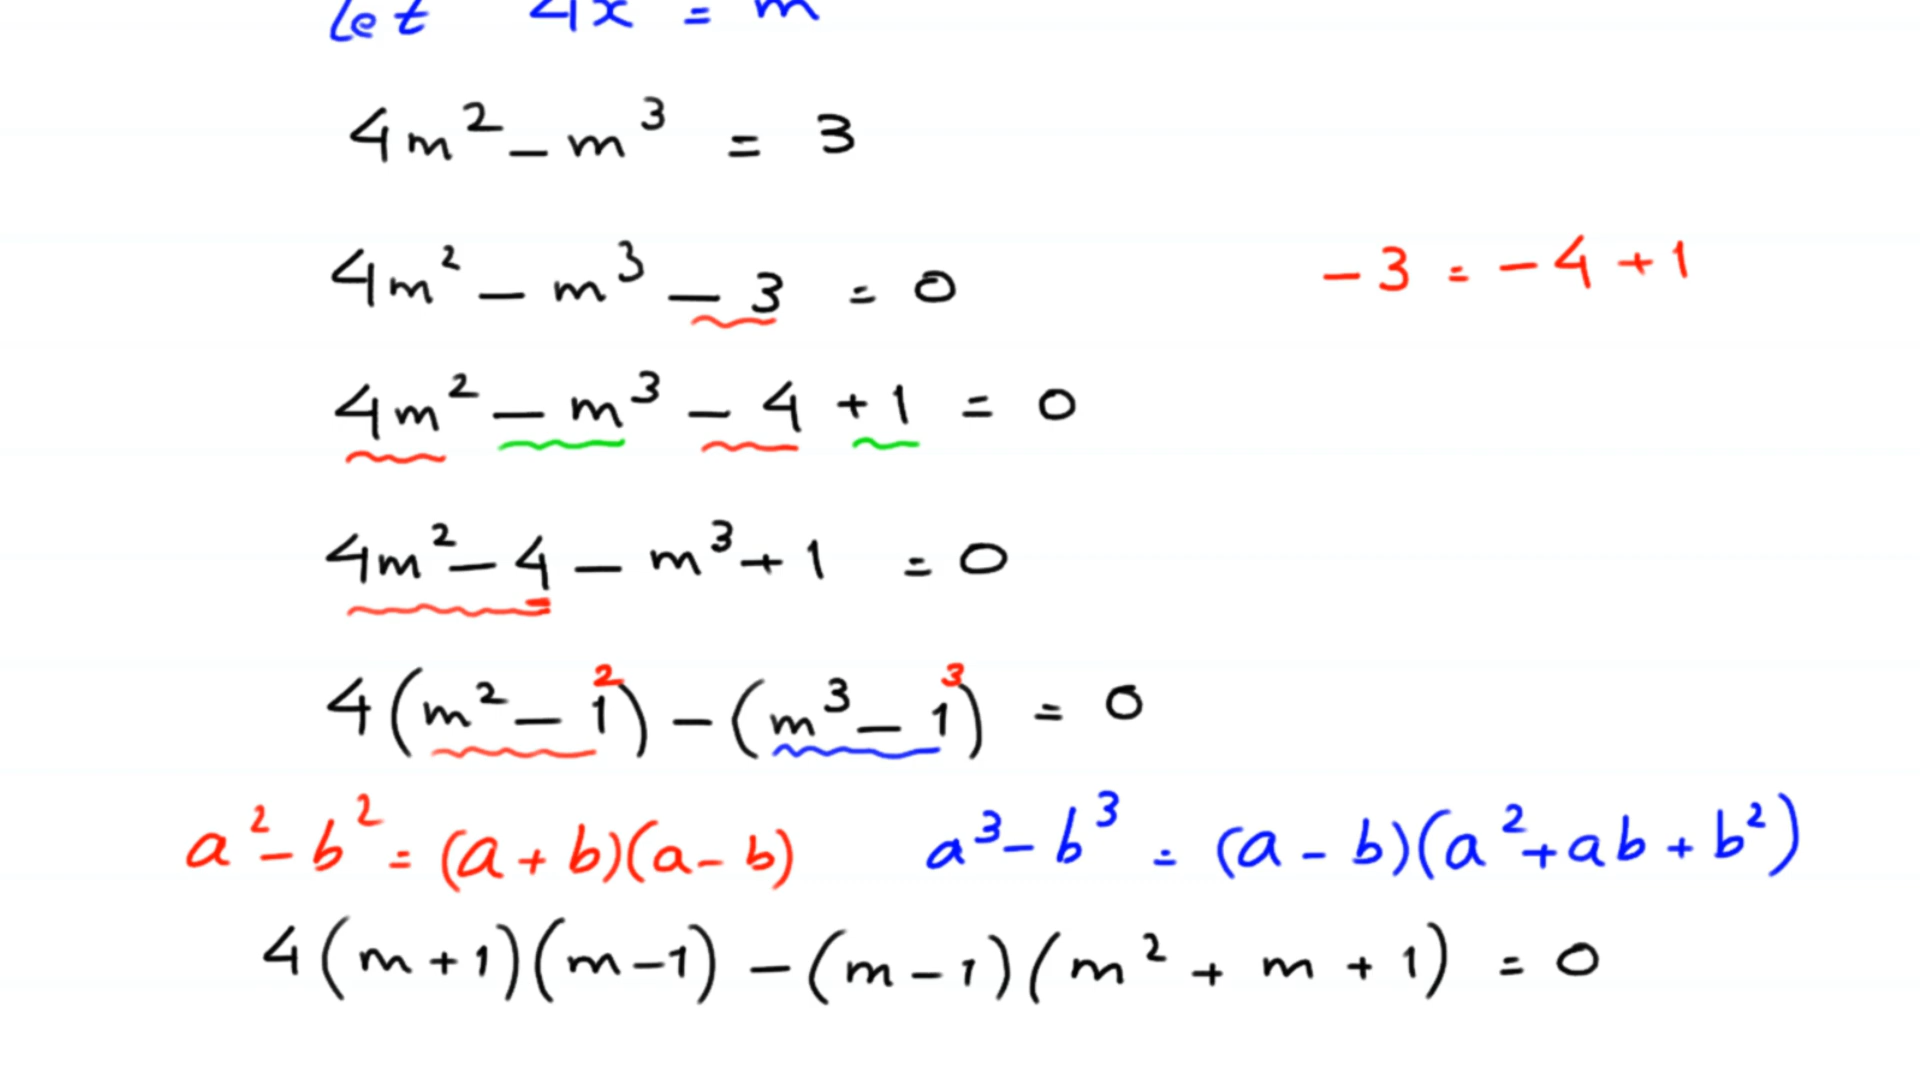 let 4x = m
4m² - m³ = 3
4m² - m³ - 3 = 0
-3 = -4 + 1
4m² - m³ - 4 + 1 = 0
4m² - 4 - m³ + 1 = 0
4(m² - 1²) - (m³ - 1³) = 0
a² - b² = (a + b)(a - b)
a³ - b³ = (a - b)(a² + ab + b²)
4(m + 1)(m - 1) - (m - 1)(m² + m + 1) = 0